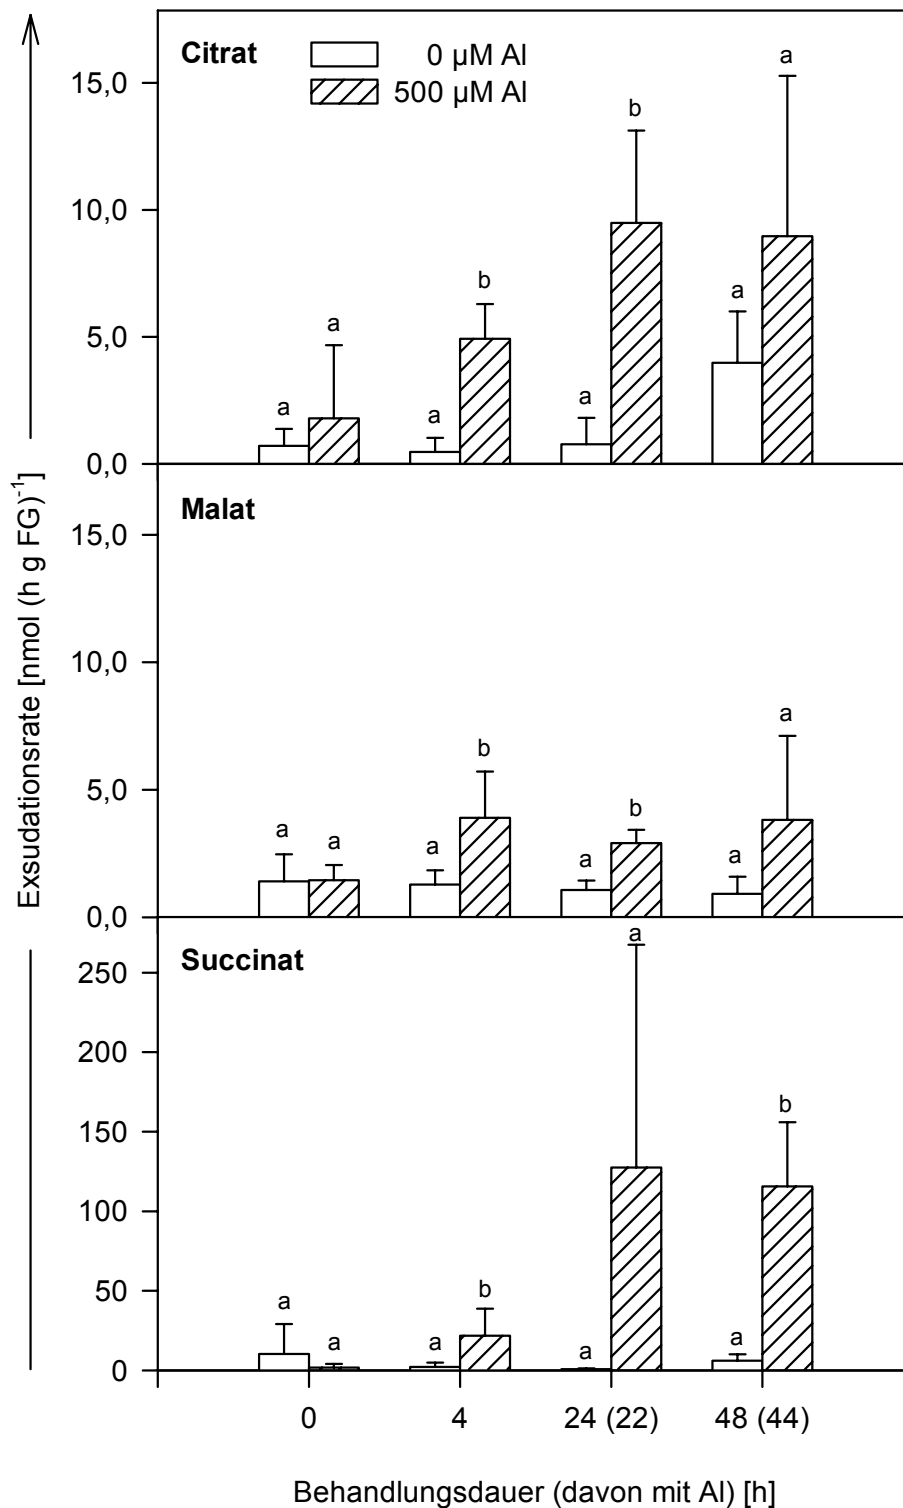 Citrat
0 µM Al
500 µM Al
15,0
10,0
5,0
0,0
a
a
a
b
a
b
a
a
Malat
15,0
10,0
5,0
0,0
a
a
a
b
a
b
a
a
Succinat
250
200
150
100
50
0
a
a
a
b
a
a
a
b
0
4
24 (22)
48 (44)
Behandlungsdauer (davon mit Al) [h]
Exsudationsrate [nmol (h g FG)⁻¹]